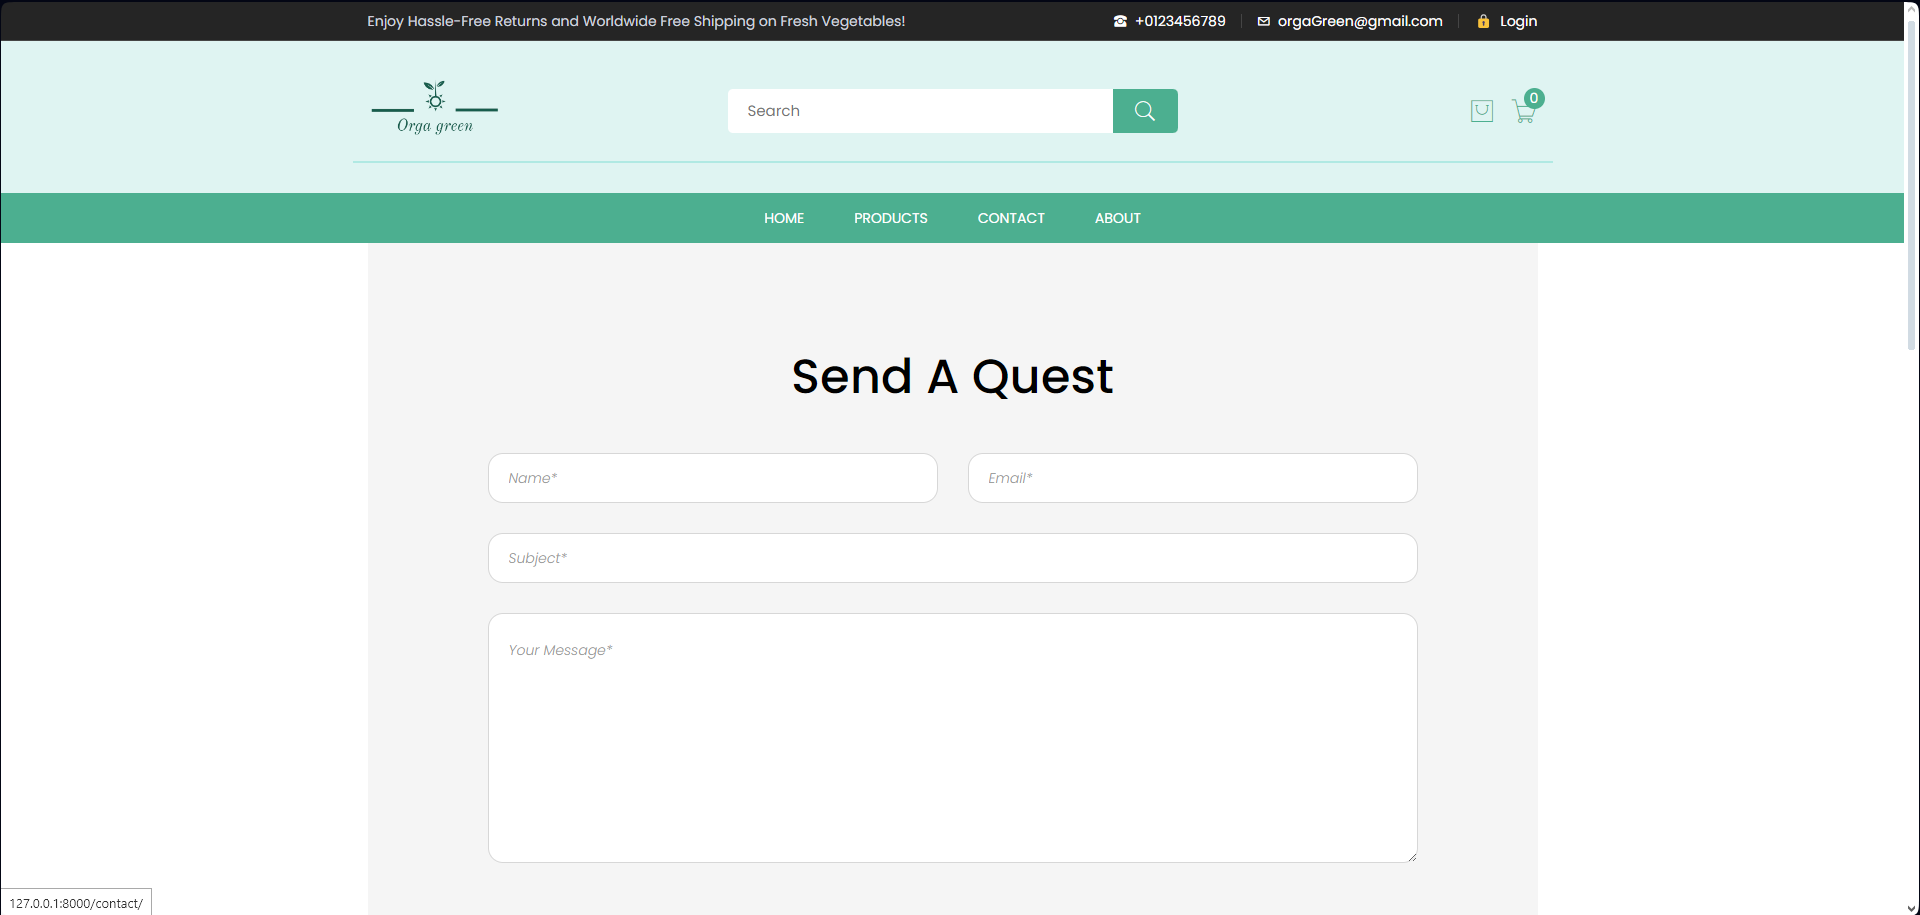 Enjoy Hassle-Free Returns and Worldwide Free Shipping on Fresh Vegetables!
+0123456789
orgaGreen@gmail.com
Login
Orga green
Search
0
HOME
PRODUCTS
CONTACT
ABOUT
Send A Quest
Name*
Email*
Subject*
Your Message*
127.0.0.1:8000/contact/